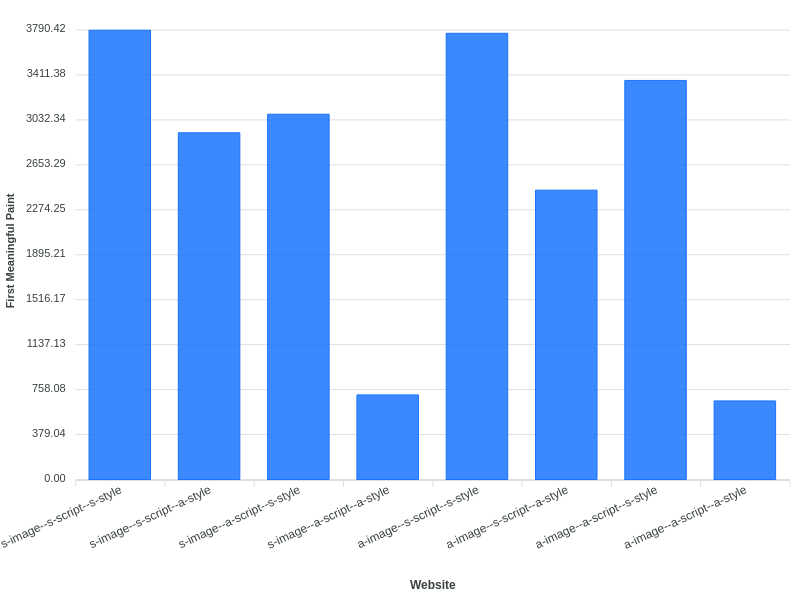 3790.42
3411.38
3032.34
2653.29
2274.25
1895.21
1516.17
1137.13
758.08
379.04
0.00
First Meaningful Paint
s-image--s-script--s-style
s-image--s-script--a-style
s-image--a-script--s-style
s-image--a-script--a-style
a-image--s-script--s-style
a-image--s-script--a-style
a-image--a-script--s-style
a-image--a-script--a-style
Website